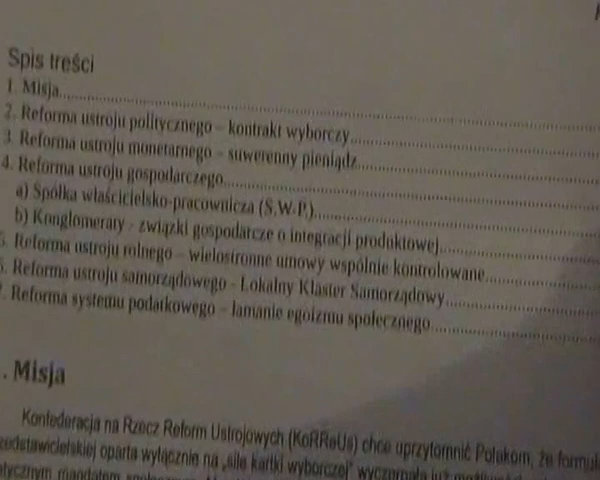 Spis treści
1. Misja
2. Reforma ustroju politycznego – kontrakt wyborczy
3. Reforma ustroju monetarnego – suwerenny pieniądz
4. Reforma ustroju gospodarczego
a) Spółka właścicielsko-pracownicza (S.W-P.)
b) Konglomeraty - związki gospodarcze o integracji produktowej
5. Reforma ustroju rolnego – wielostronne umowy wspólnie kontrolowane
6. Reforma ustroju samorządowego - Lokalny Klaster Samorządowy
7. Reforma systemu podatkowego – łamanie egoizmu społecznego
. Misja
Konfederacja na Rzecz Reform Ustrojowych (KoRReUs) chce uprzytomnić Polakom, że formuł
zedstawicielskiej oparta wyłącznie na „sile kartki wyborczej" wyczerpała już